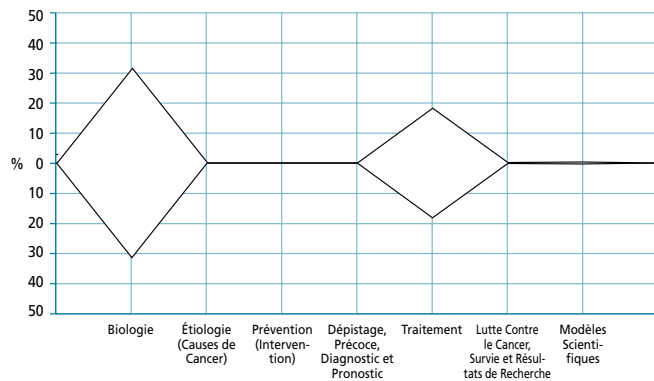 50
40
30
20
10
% 0
10
20
30
40
50
Biologie
Étiologie
(Causes de
Cancer)
Prévention
(Interven-
tion)
Dépistage,
Précoce,
Diagnostic et
Pronostic
Traitement
Lutte Contre
le Cancer,
Survie et Résul-
tats de Recherche
Modèles
Scienti-
fiques